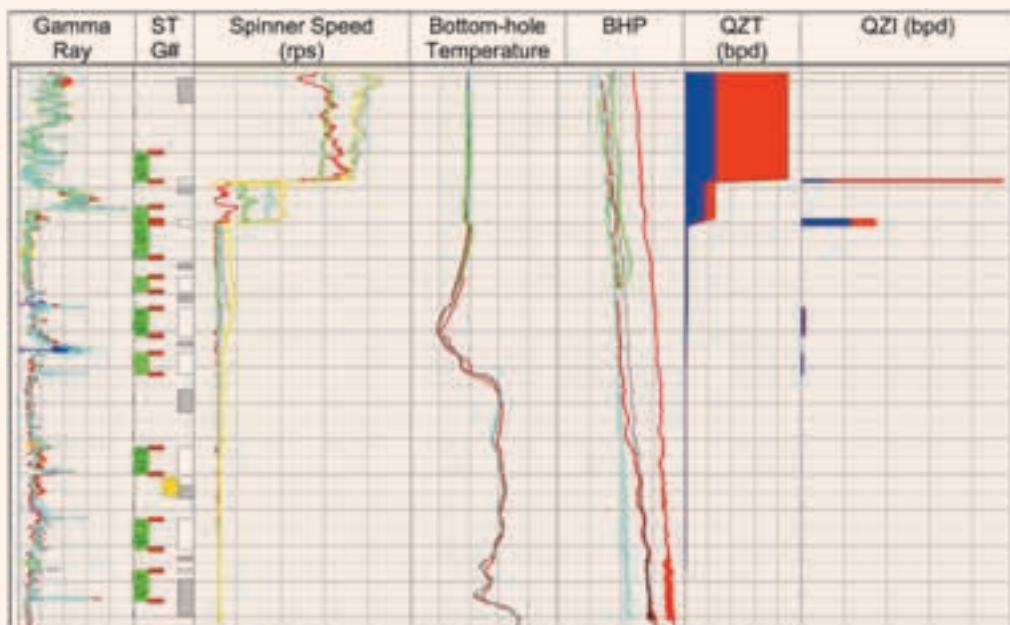 Gamma
Ray
ST
G#
Spinner Speed
(rps)
Bottom-hole
Temperature
BHP
QZT
(bpd)
QZI (bpd)